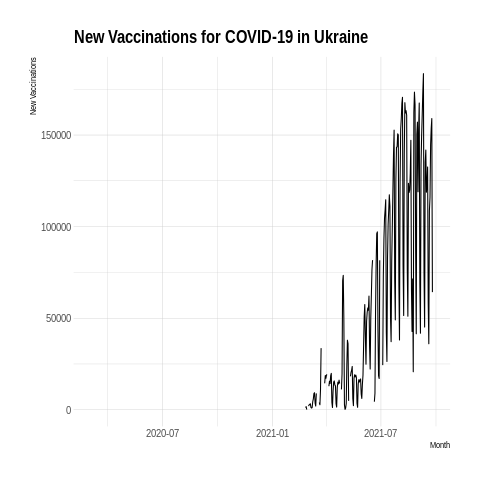 New Vaccinations for COVID-19 in Ukraine
New Vaccinations
150000
100000
50000
0
2020-07
2021-01
2021-07
Month